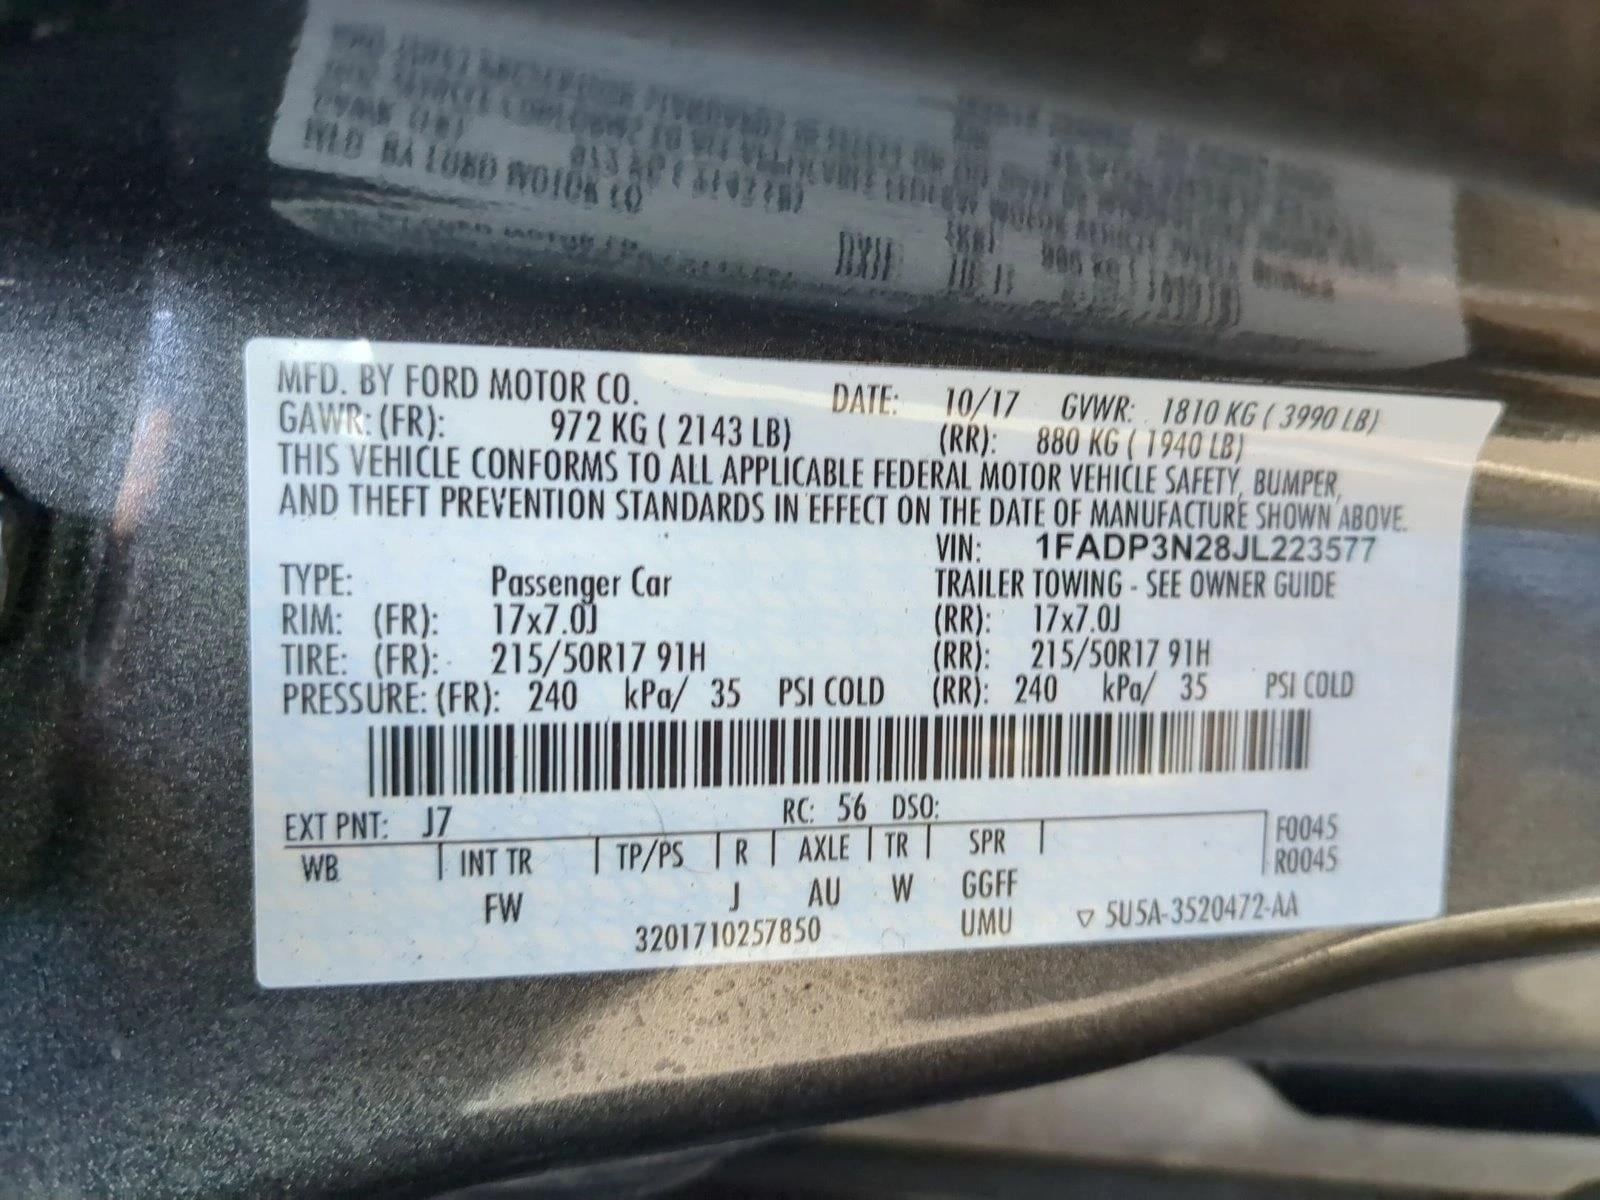 MFD. BY FORD MOTOR CO. DATE: 10/17 GVWR: 1810 KG ( 3990 LB)
GAWR: (FR): 972 KG ( 2143 LB) (RR): 880 KG ( 1940 LB)
THIS VEHICLE CONFORMS TO ALL APPLICABLE FEDERAL MOTOR VEHICLE SAFETY, BUMPER,
AND THEFT PREVENTION STANDARDS IN EFFECT ON THE DATE OF MANUFACTURE SHOWN ABOVE.
VIN: 1FADP3N28JL223577
TYPE: Passenger Car TRAILER TOWING - SEE OWNER GUIDE
RIM: (FR): 17x7.0J (RR): 17x7.0J
TIRE: (FR): 215/50R17 91H (RR): 215/50R17 91H
PRESSURE: (FR): 240 kPa/ 35 PSI COLD (RR): 240 kPa/ 35 PSI COLD
EXT PNT: J7 RC: 56 DSO: F0045
WB INT TR TP/PS R AXLE TR SPR R0045
FW J AU W GGFF
3201710257850 UMU ▽ 5U5A-3520472-AA